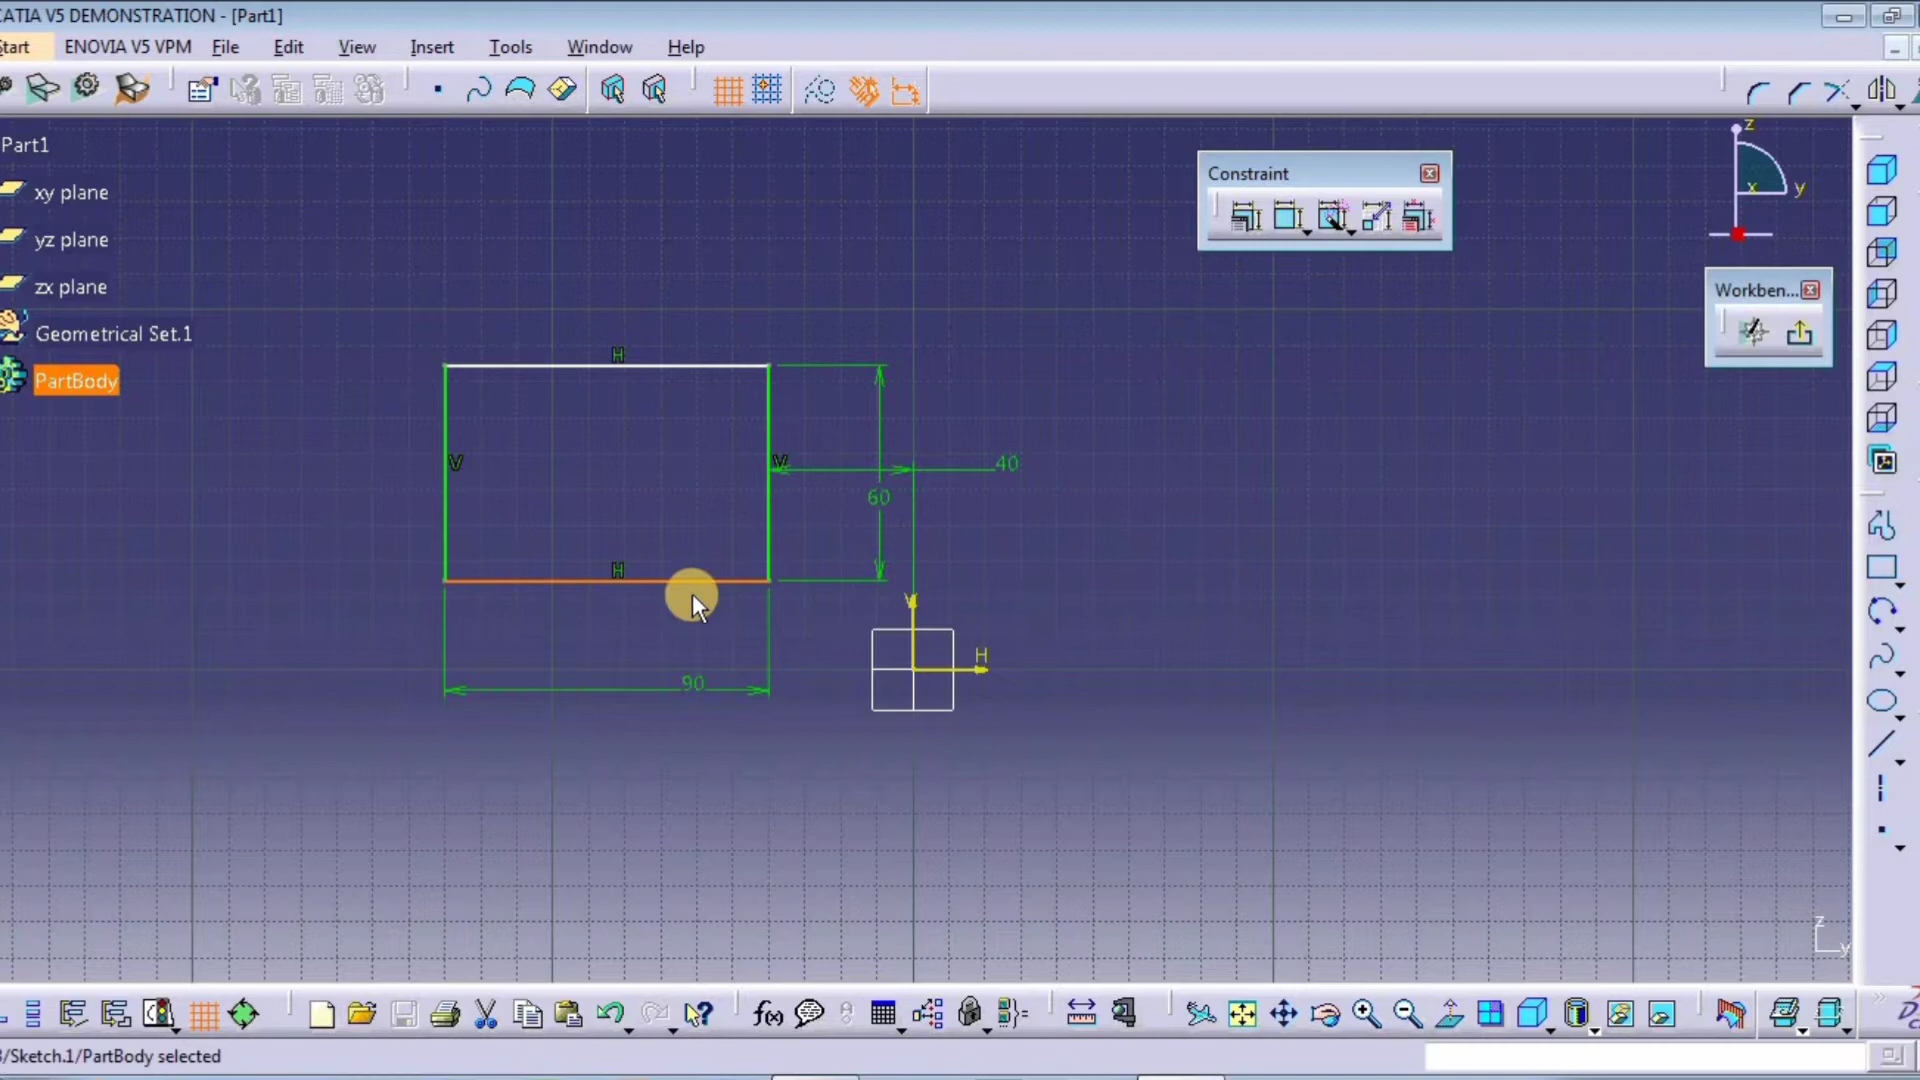 CATIA V5 DEMONSTRATION - [Part1]
Start ENOVIA V5 VPM File Edit View Insert Tools Window Help
Part1
xy plane
yz plane
zx plane
Geometrical Set.1
PartBody
Constraint
Workben...
z
x
y
H
V
V
40
60
H
V
H
90
z
y
f(x)
/Sketch.1/PartBody selected